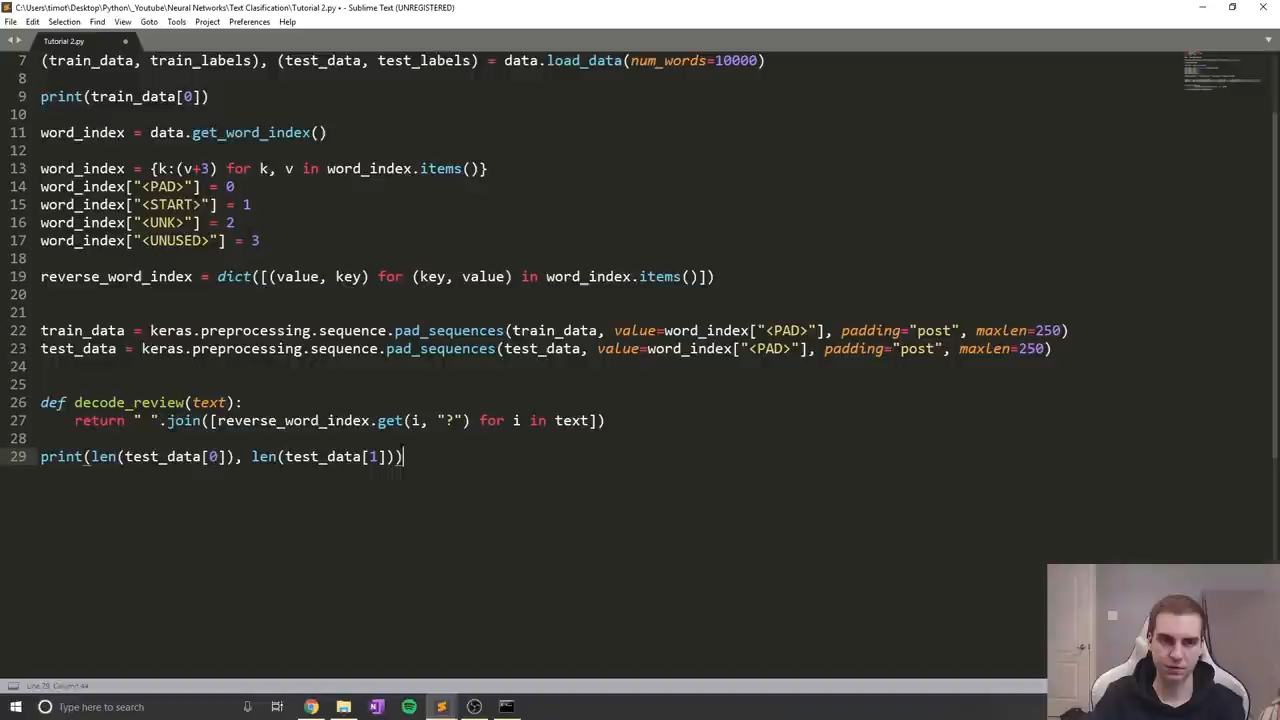 C:\Users\timot\Desktop\Python\_Youtube\Neural Networks\Text Clasification\Tutorial 2.py • - Sublime Text (UNREGISTERED)
File Edit Selection Find View Goto Tools Project Preferences Help
Tutorial 2.py
7 (train_data, train_labels), (test_data, test_labels) = data.load_data(num_words=10000)
8
9 print(train_data[0])
10
11 word_index = data.get_word_index()
12
13 word_index = {k:(v+3) for k, v in word_index.items()}
14 word_index["<PAD>"] = 0
15 word_index["<START>"] = 1
16 word_index["<UNK>"] = 2
17 word_index["<UNUSED>"] = 3
18
19 reverse_word_index = dict([(value, key) for (key, value) in word_index.items()])
20
21
22 train_data = keras.preprocessing.sequence.pad_sequences(train_data, value=word_index["<PAD>"], padding="post", maxlen=250)
23 test_data = keras.preprocessing.sequence.pad_sequences(test_data, value=word_index["<PAD>"], padding="post", maxlen=250)
24
25
26 def decode_review(text):
27     return " ".join([reverse_word_index.get(i, "?") for i in text])
28
29 print(len(test_data[0]), len(test_data[1]))
Line 29, Column 44
Type here to search